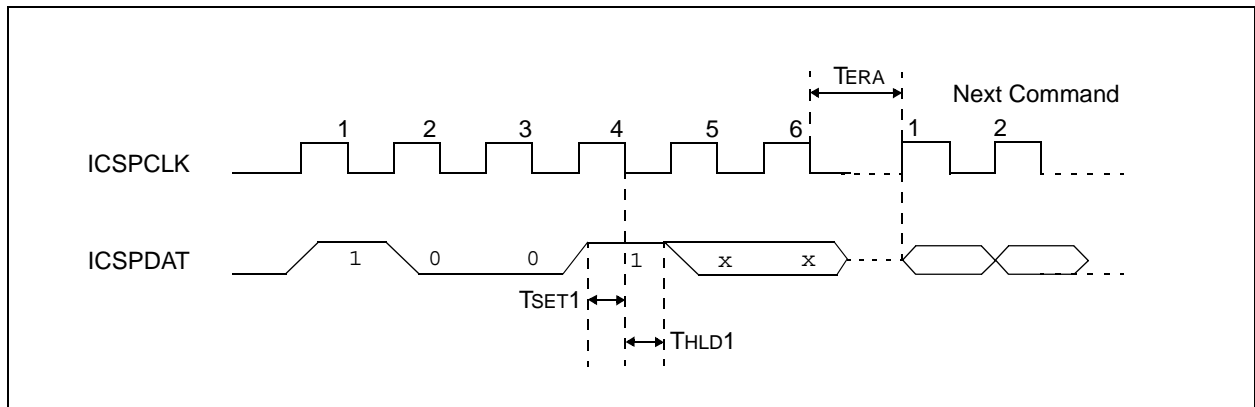 TERA
Next Command
1 2 3 4 5 6 1 2
ICSPCLK
ICSPDAT
1 0 0 1 x x
TSET1
THLD1